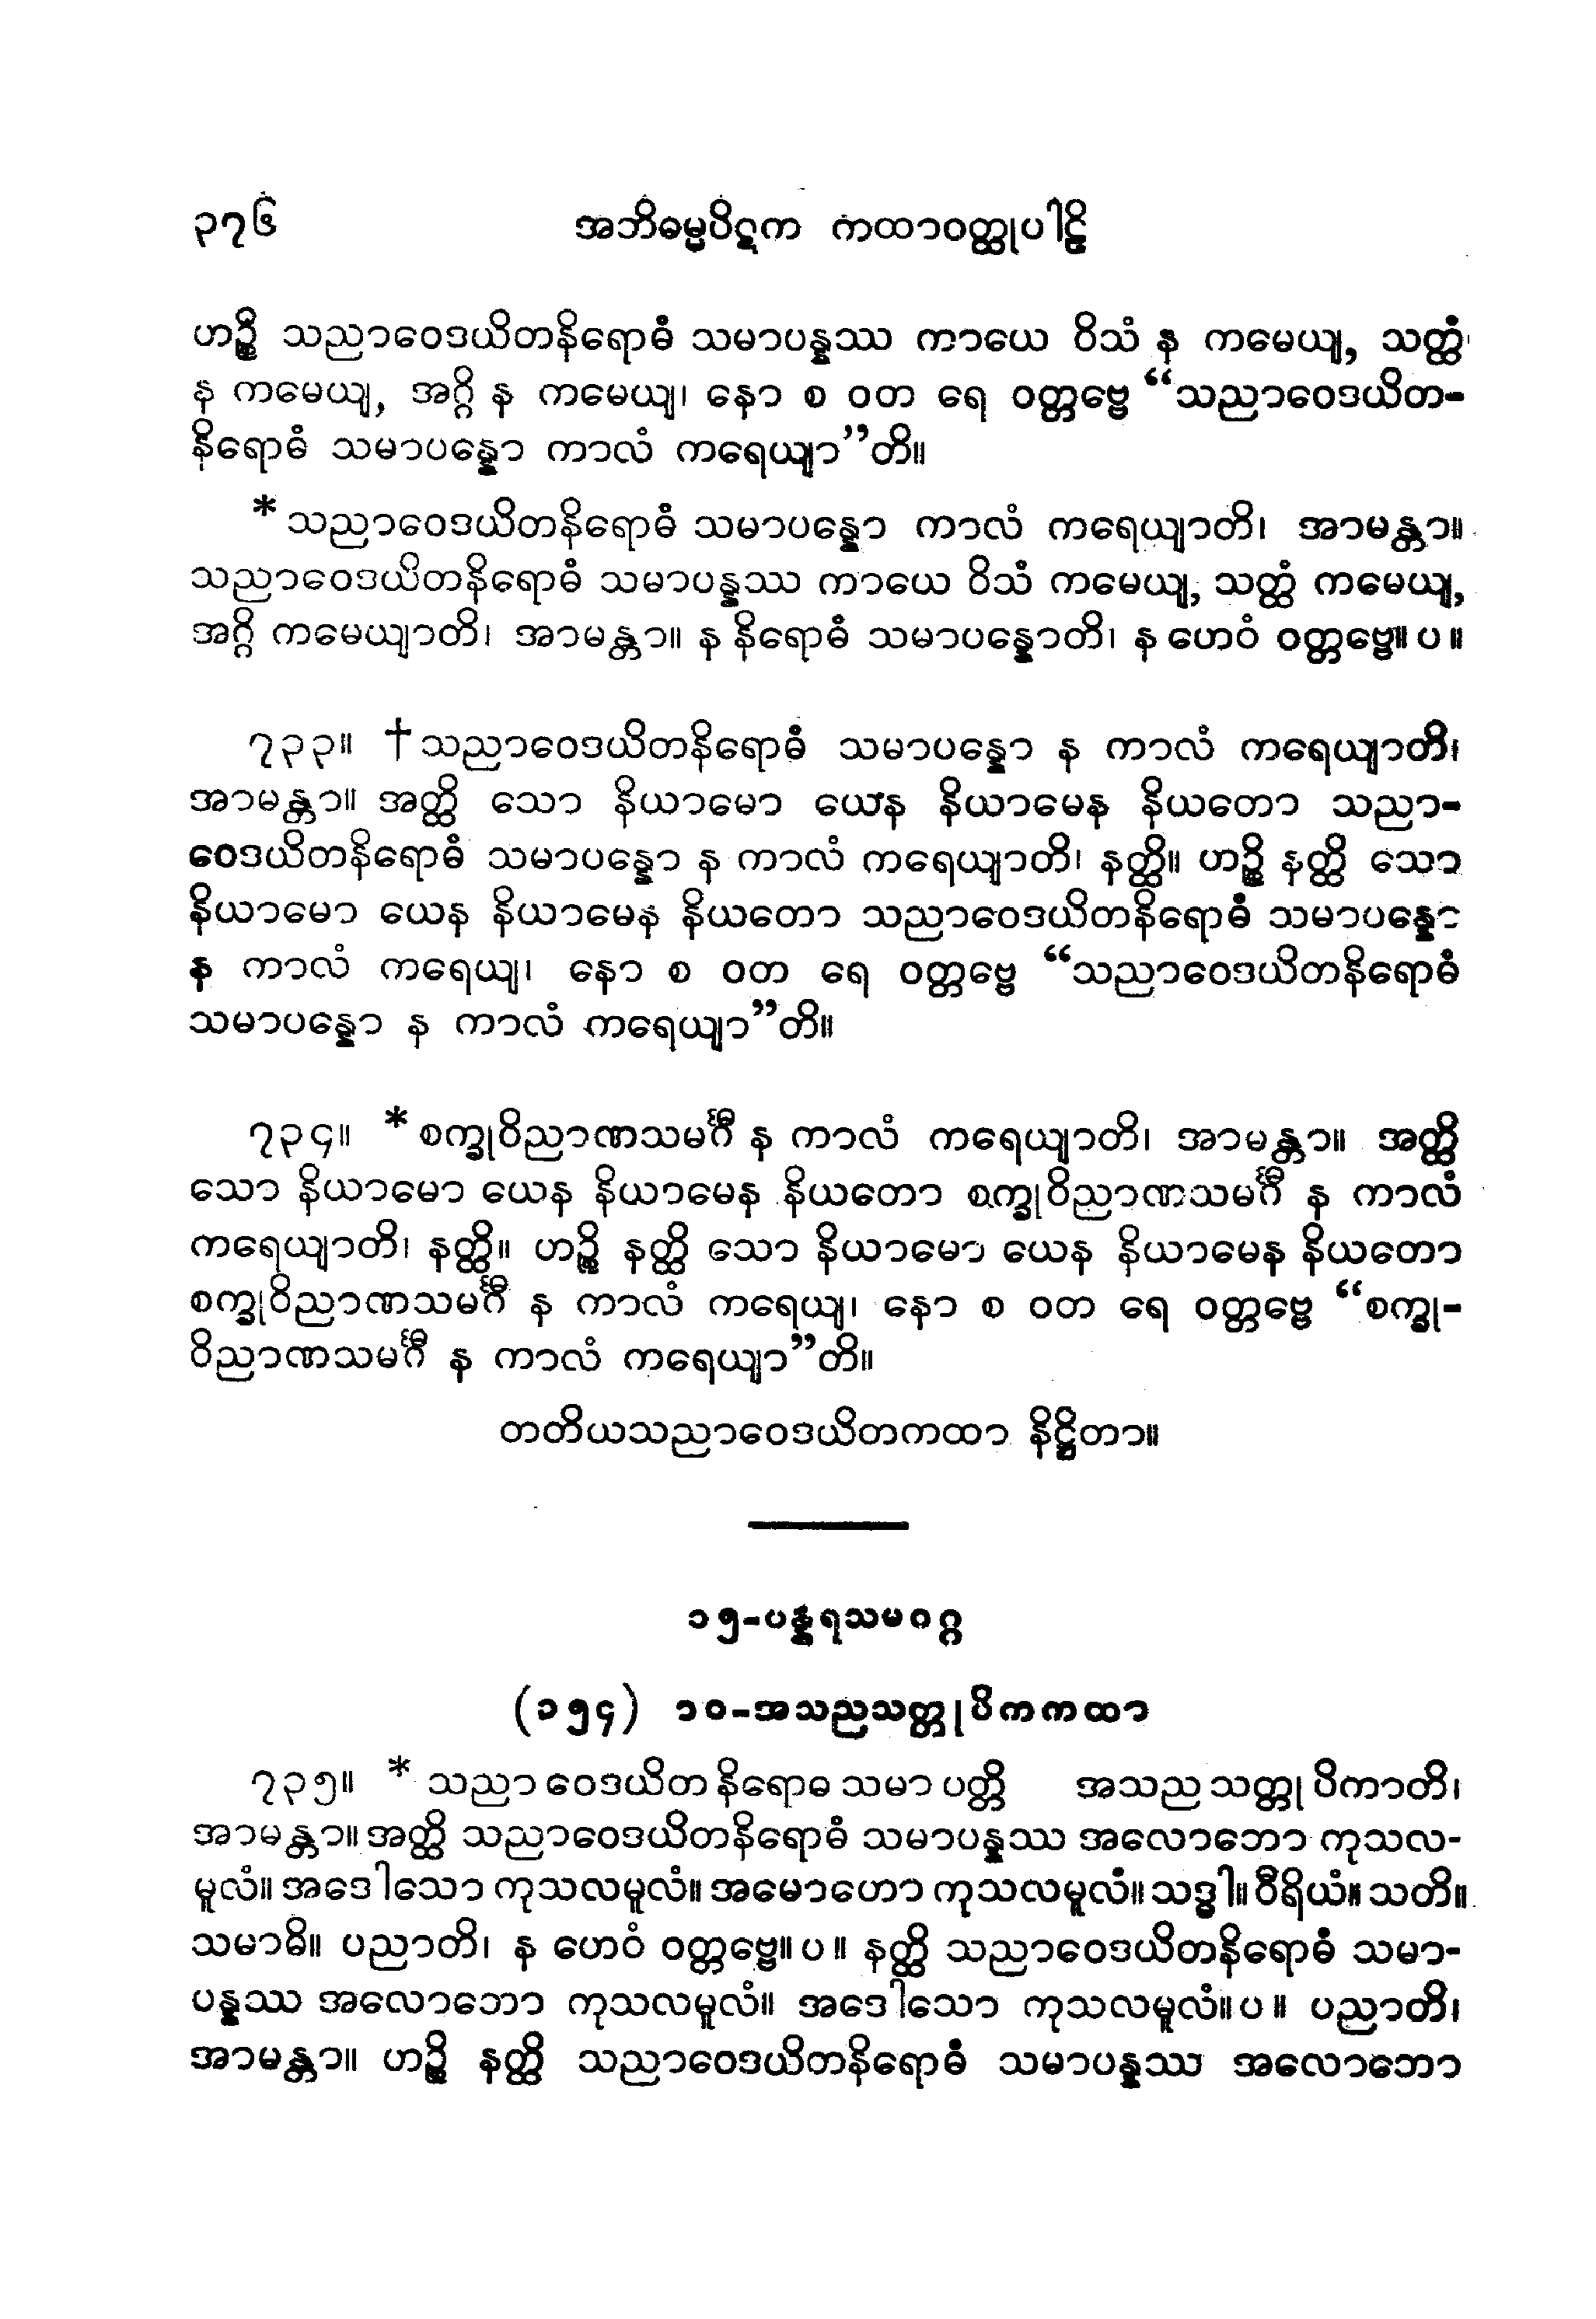 ၃၇၆ အဘိဓမ္မပိဋက ကထာဝတ္ထုပါဠိ
ဟဉ္စိ သညာဝေဒယိတနိရောဓံ သမာပန္နဿ ကာယေ ဝိသံ န ကမေယျ, သတ္ထံ
န ကမေယျ, အဂ္ဂိ န ကမေယျ၊ နော စ ဝတ ရေ ဝတ္တဗ္ဗေ “သညာဝေဒယိတ-
နိရောဓံ သမာပန္နော ကာလံ ကရေယျာ”တိ။
* သညာဝေဒယိတနိရောဓံ သမာပန္နော ကာလံ ကရေယျာတိ၊ အာမန္တာ။
သညာဝေဒယိတနိရောဓံ သမာပန္နဿ ကာယေ ဝိသံ ကမေယျ, သတ္ထံ ကမေယျ,
အဂ္ဂိ ကမေယျာတိ၊ အာမန္တာ။ န နိရောဓံ သမာပန္နောတိ၊ န ဟေဝံ ဝတ္တဗ္ဗေ။ ပ ။
၇၃၃။ † သညာဝေဒယိတနိရောဓံ သမာပန္နော န ကာလံ ကရေယျာတိ၊
အာမန္တာ။ အတ္ထိ သော နိယာမော ယေန နိယာမေန နိယတော သညာ-
ဝေဒယိတနိရောဓံ သမာပန္နော န ကာလံ ကရေယျာတိ၊ နတ္ထိ။ ဟဉ္စိ နတ္ထိ သော
နိယာမော ယေန နိယာမေန နိယတော သညာဝေဒယိတနိရောဓံ သမာပန္နော
န ကာလံ ကရေယျ၊ နော စ ဝတ ရေ ဝတ္တဗ္ဗေ “သညာဝေဒယိတနိရောဓံ
သမာပန္နော န ကာလံ ကရေယျာ”တိ။
၇၃၄။ * စက္ခုဝိညာဏသမင်္ဂီ န ကာလံ ကရေယျာတိ၊ အာမန္တာ။ အတ္ထိ
သော နိယာမော ယေန နိယာမေန နိယတော စက္ခုဝိညာဏသမင်္ဂီ န ကာလံ
ကရေယျာတိ၊ နတ္ထိ။ ဟဉ္စိ နတ္ထိ သော နိယာမော ယေန နိယာမေန နိယတော
စက္ခုဝိညာဏသမင်္ဂီ န ကာလံ ကရေယျ၊ နော စ ဝတ ရေ ဝတ္တဗ္ဗေ “စက္ခု-
ဝိညာဏသမင်္ဂီ န ကာလံ ကရေယျာ”တိ။
တတိယသညာဝေဒယိတကထာ နိဋ္ဌိတာ။
၁၅-ပန္နရသမဝဂ္ဂ
(၁၅၄) ၁၀-အသညသတ္တုပိကကထာ
၇၃၅။ * သညာ ဝေဒယိတ နိရောဓ သမာ ပတ္တိ အသည သတ္တု ပိကာတိ၊
အာမန္တာ။ အတ္ထိ သညာဝေဒယိတနိရောဓံ သမာပန္နဿ အလောဘော ကုသလ-
မူလံ။ အဒေါသော ကုသလမူလံ။ အမောဟော ကုသလမူလံ။ သဒ္ဓါ။ ဝီရိယံ။ သတိ။
သမာဓိ။ ပညာတိ၊ န ဟေဝံ ဝတ္တဗ္ဗေ။ ပ ။ နတ္ထိ သညာဝေဒယိတနိရောဓံ သမာ-
ပန္နဿ အလောဘော ကုသလမူလံ။ အဒေါသော ကုသလမူလံ။ ပ ။ ပညာတိ၊
အာမန္တာ။ ဟဉ္စိ နတ္ထိ သညာဝေဒယိတနိရောဓံ သမာပန္နဿ အလောဘော